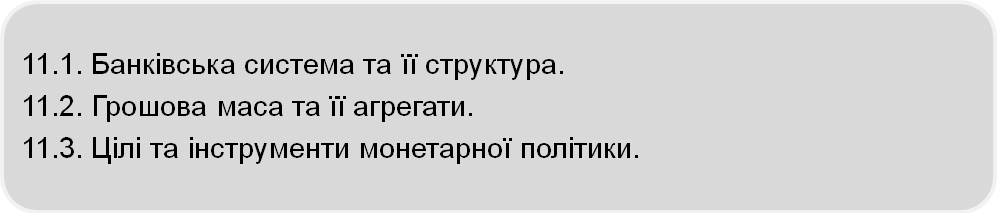 11.1. Банківська система та її структура.
11.2. Грошова маса та її агрегати.
11.3. Цілі та інструменти монетарної політики.